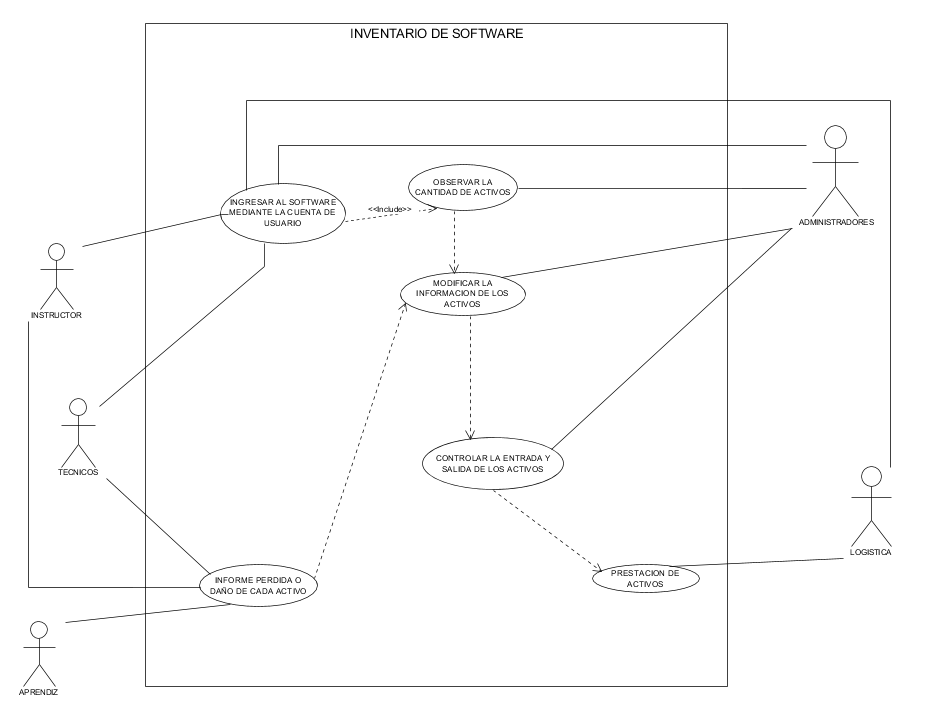 INVENTARIO DE SOFTWARE
INGRESAR AL SOFTWARE
MEDIANTE LA CUENTA DE
USUARIO
<<Include>>
OBSERVAR LA
CANTIDAD DE ACTIVOS
ADMINISTRADORES
MODIFICAR LA
INFORMACION DE LOS
ACTIVOS
INSTRUCTOR
TECNICOS
CONTROLAR LA ENTRADA Y
SALIDA DE LOS ACTIVOS
LOGISTICA
INFORME PERDIDA O
DAÑO DE CADA ACTIVO
PRESTACION DE
ACTIVOS
APRENDIZ